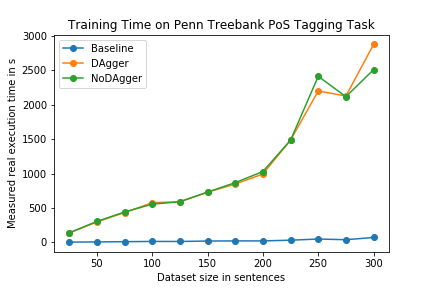 Training Time on Penn Treebank PoS Tagging Task
Measured real execution time in s
3000
2500
2000
1500
1000
500
0
Baseline
DAgger
NoDAgger
50
100
150
200
250
300
Dataset size in sentences